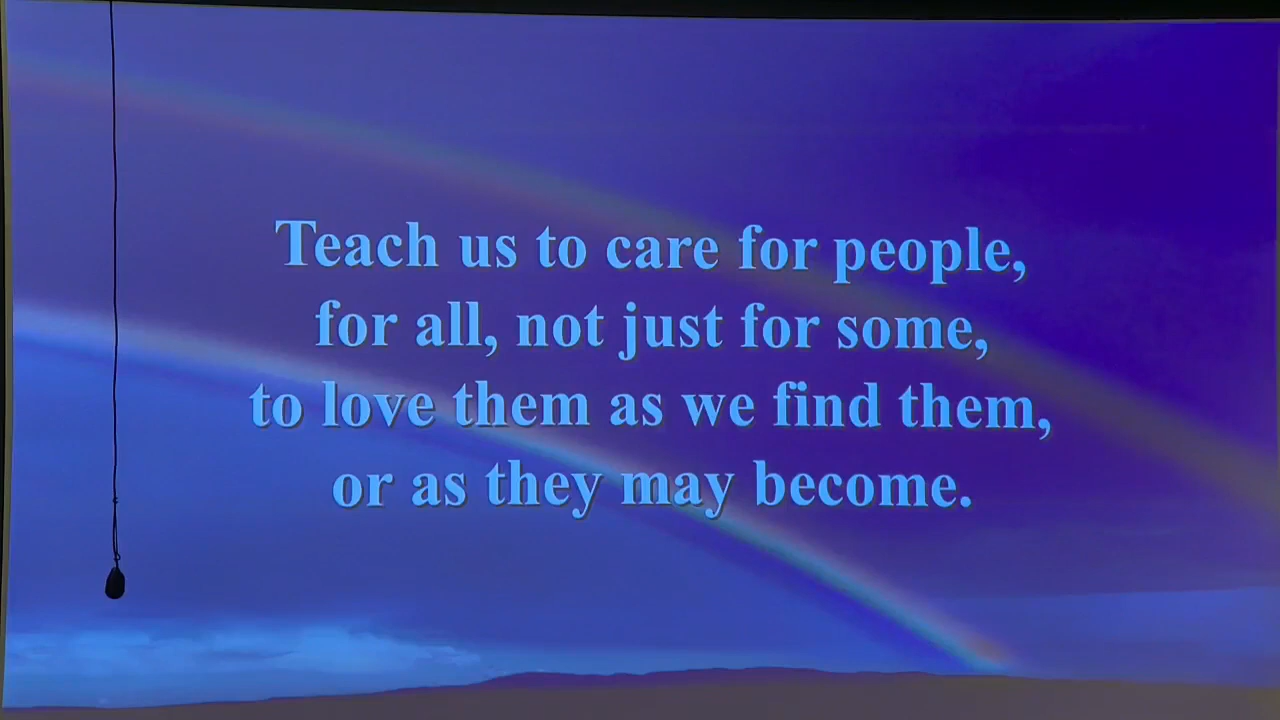 Teach us to care for people,
for all, not just for some,
to love them as we find them,
or as they may become.